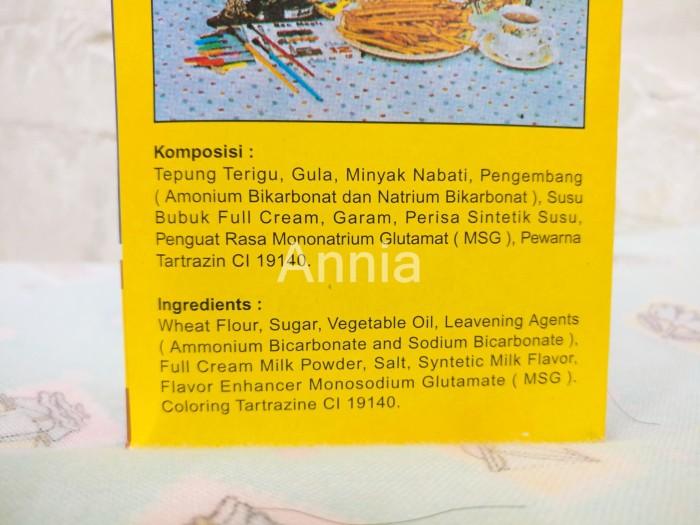 Komposisi :
Tepung Terigu, Gula, Minyak Nabati, Pengembang
( Amonium Bikarbonat dan Natrium Bikarbonat ), Susu
Bubuk Full Cream, Garam, Perisa Sintetik Susu,
Penguat Rasa Mononatrium Glutamat ( MSG ), Pewarna
Tartrazin CI 19140.
Annia
Ingredients :
Wheat Flour, Sugar, Vegetable Oil, Leavening Agents
( Ammonium Bicarbonate and Sodium Bicarbonate ),
Full Cream Milk Powder, Salt, Syntetic Milk Flavor,
Flavor Enhancer Monosodium Glutamate ( MSG ).
Coloring Tartrazine CI 19140.